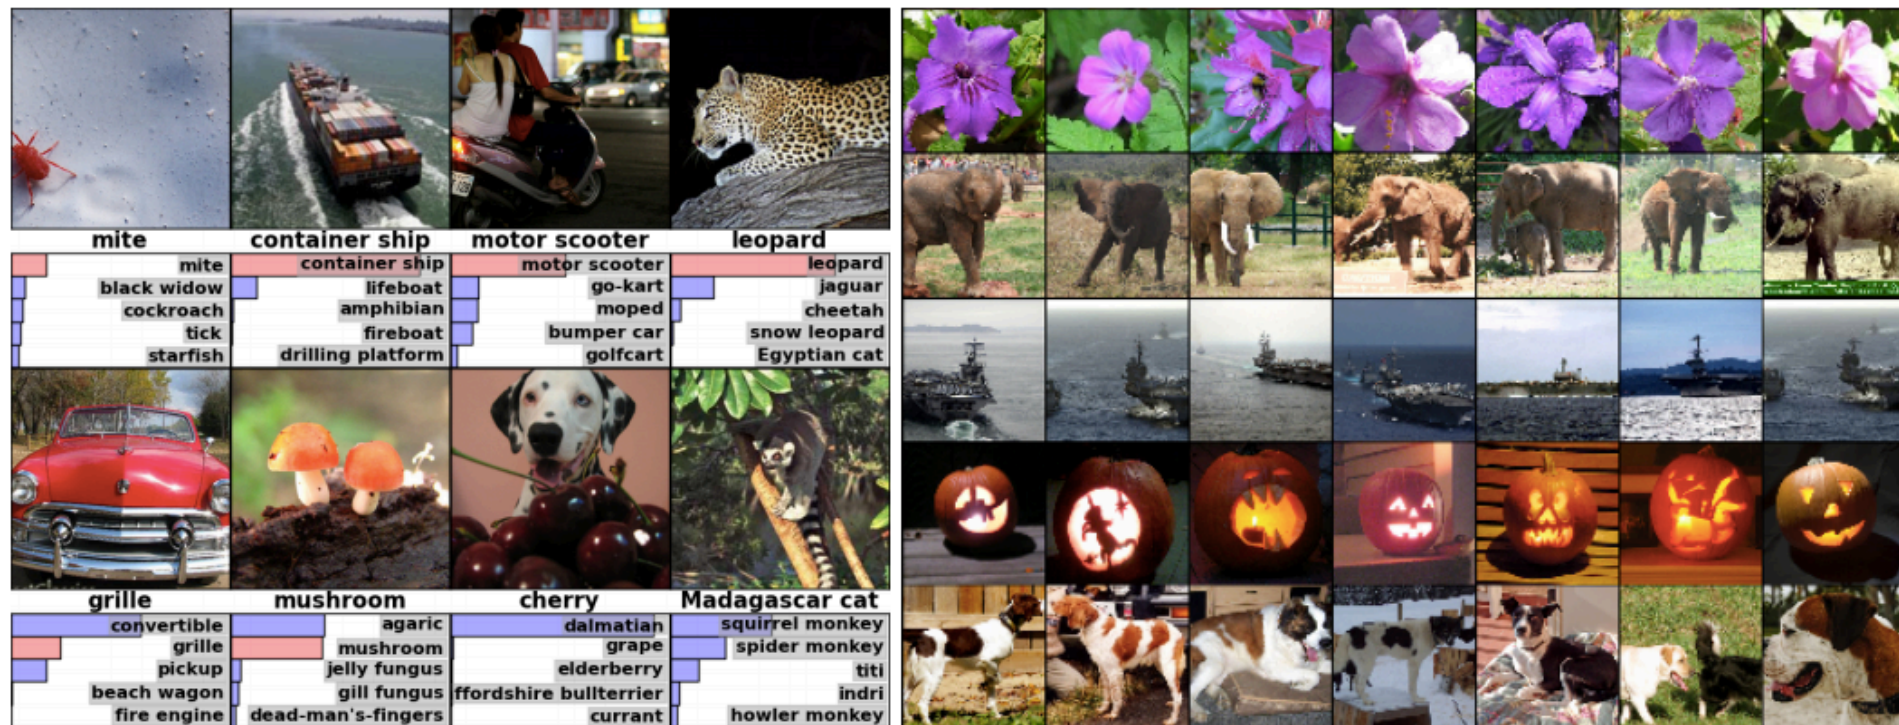 mite
container ship
motor scooter
leopard
mite
black widow
cockroach
tick
starfish
container ship
lifeboat
amphibian
fireboat
drilling platform
motor scooter
go-kart
moped
bumper car
golfcart
leopard
jaguar
cheetah
snow leopard
Egyptian cat
grille
mushroom
cherry
Madagascar cat
convertible
grille
pickup
beach wagon
fire engine
agaric
mushroom
jelly fungus
gill fungus
dead-man's-fingers
dalmatian
grape
elderberry
ffordshire bullterrier
currant
squirrel monkey
spider monkey
titi
indri
howler monkey